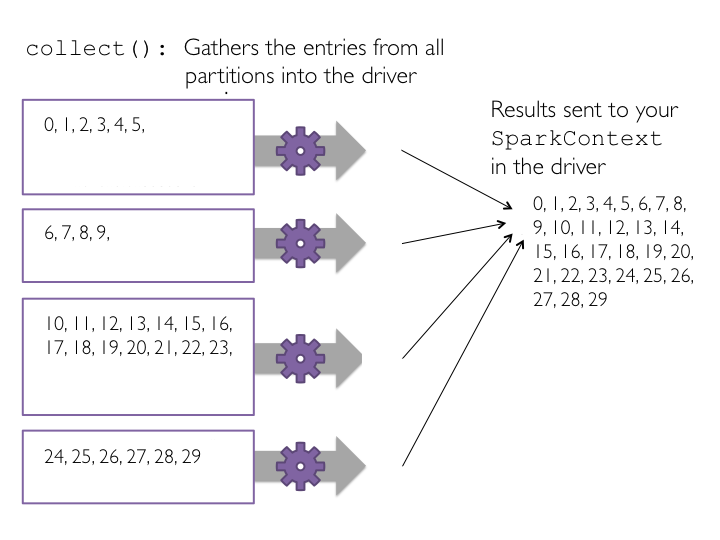 collect(): Gathers the entries from all
partitions into the driver
0, 1, 2, 3, 4, 5,
6, 7, 8, 9,
10, 11, 12, 13, 14, 15, 16,
17, 18, 19, 20, 21, 22, 23,
24, 25, 26, 27, 28, 29
Results sent to your
SparkContext
in the driver
0, 1, 2, 3, 4, 5, 6, 7, 8,
9, 10, 11, 12, 13, 14,
15, 16, 17, 18, 19, 20,
21, 22, 23, 24, 25, 26,
27, 28, 29